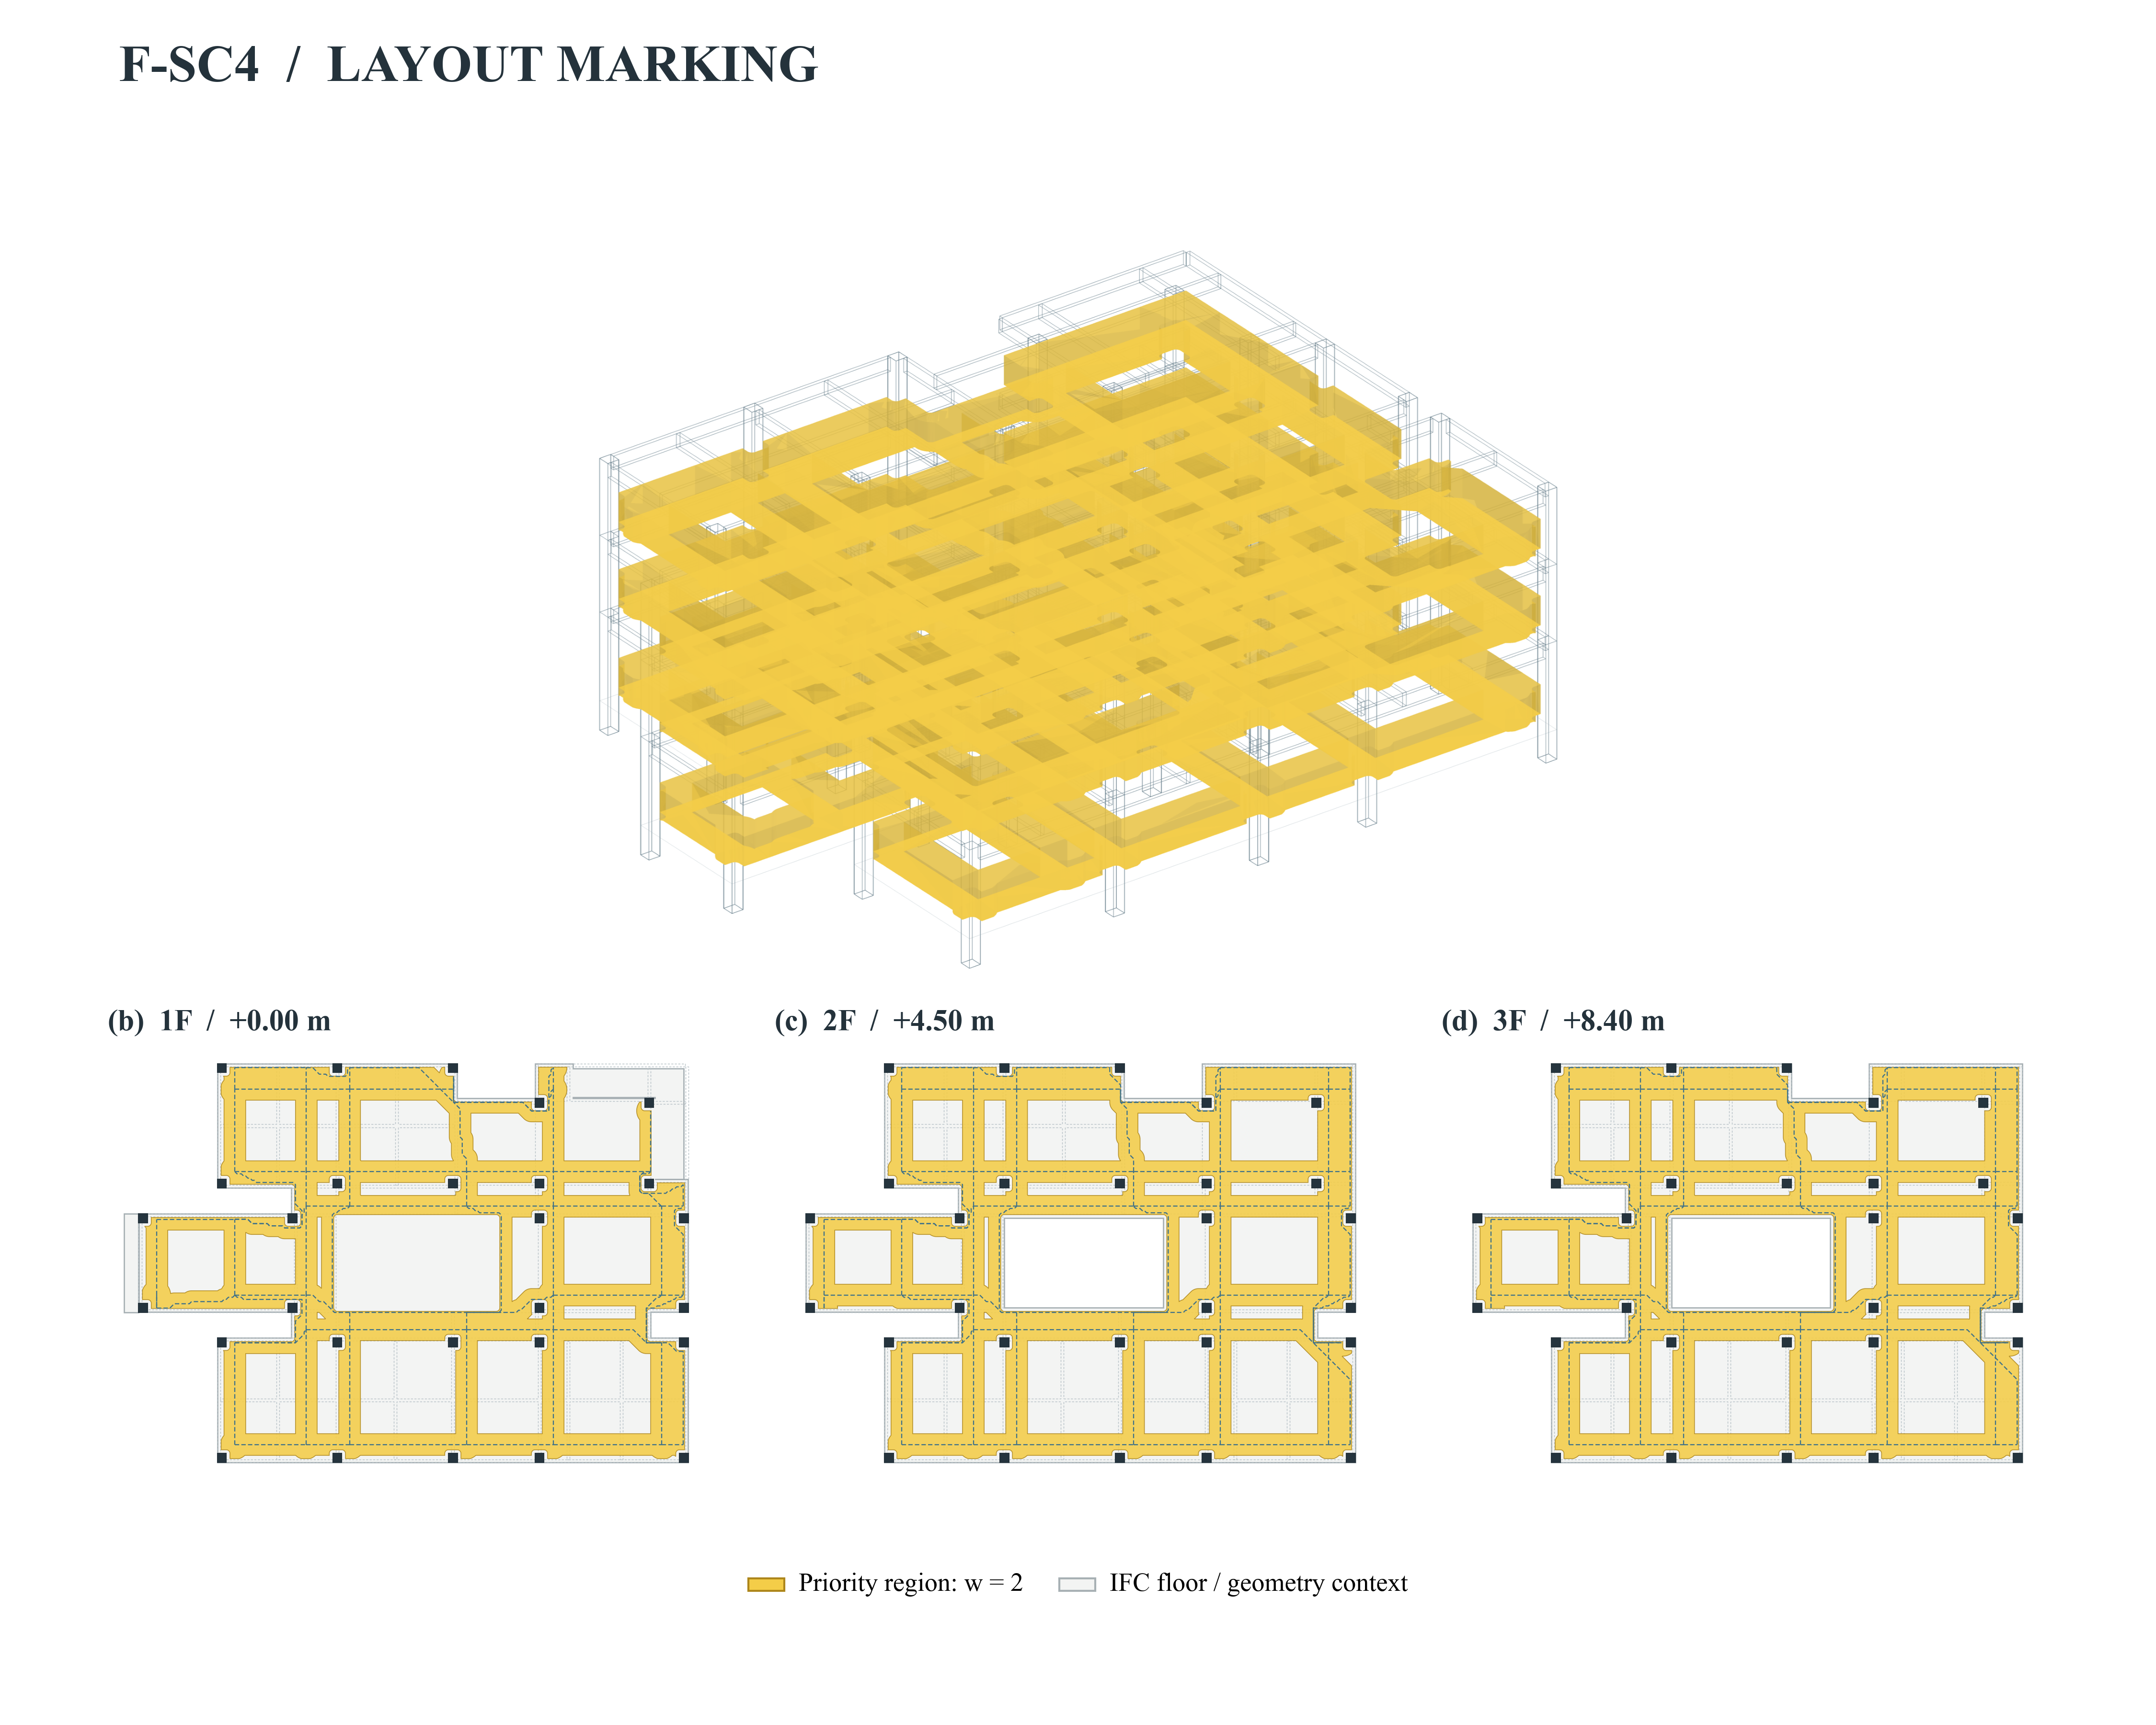 F-SC4 / LAYOUT MARKING
(b) 1F / +0.00 m
(c) 2F / +4.50 m
(d) 3F / +8.40 m
Priority region: w = 2
IFC floor / geometry context